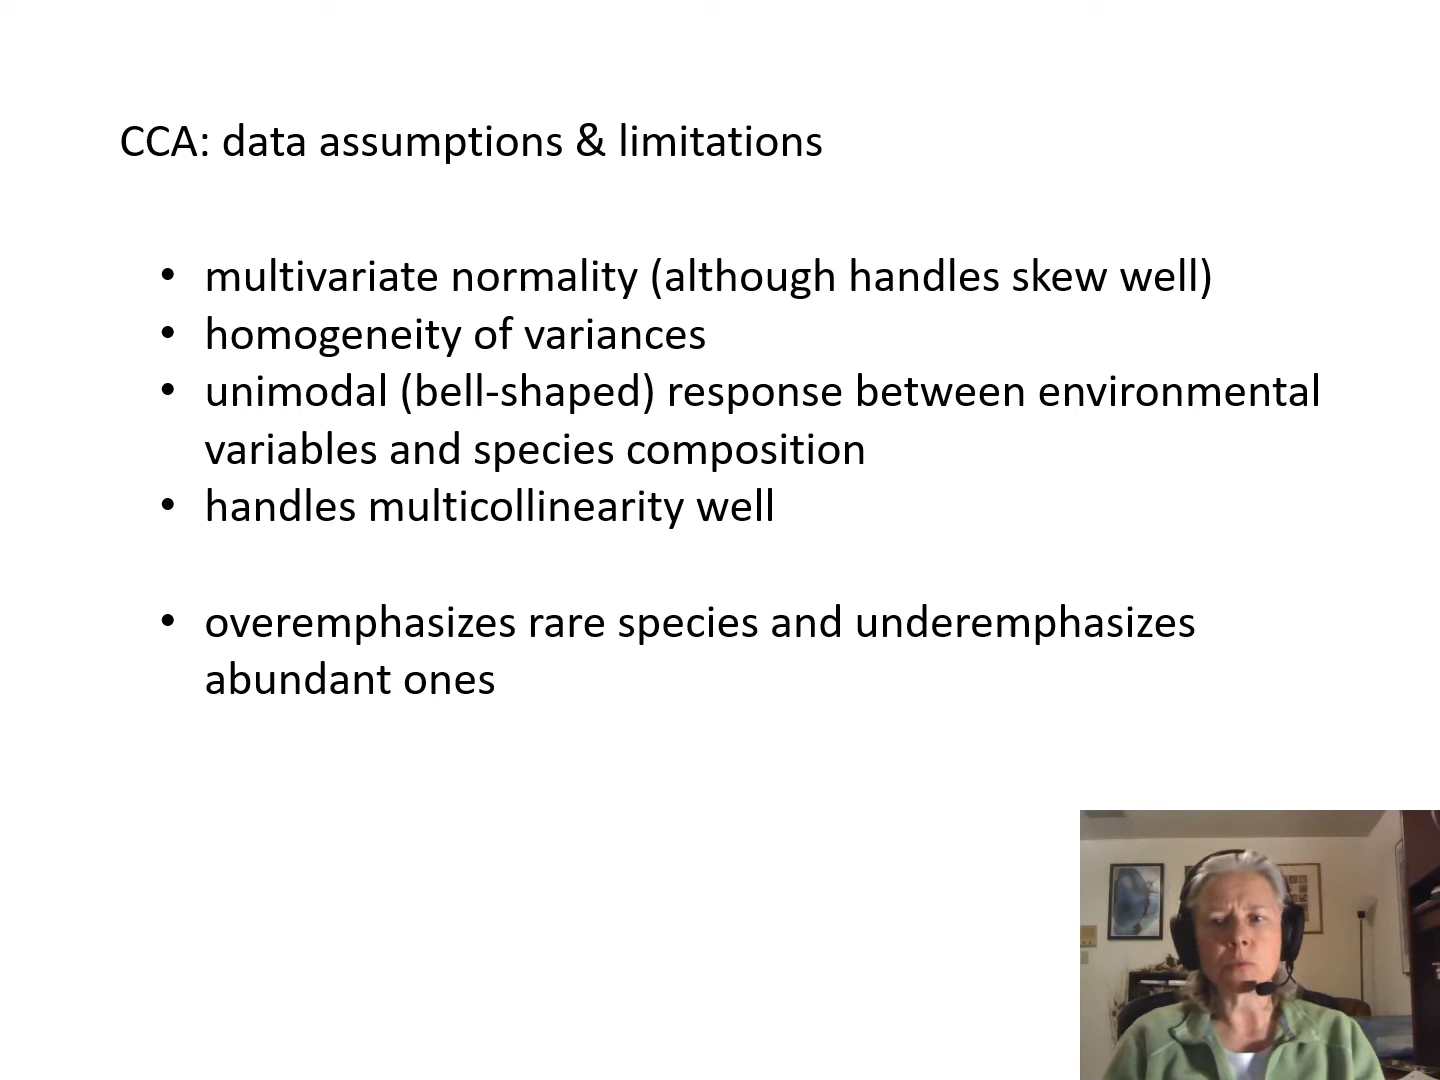 CCA: data assumptions & limitations
• multivariate normality (although handles skew well)
• homogeneity of variances
• unimodal (bell-shaped) response between environmental
variables and species composition
• handles multicollinearity well
• overemphasizes rare species and underemphasizes
abundant ones